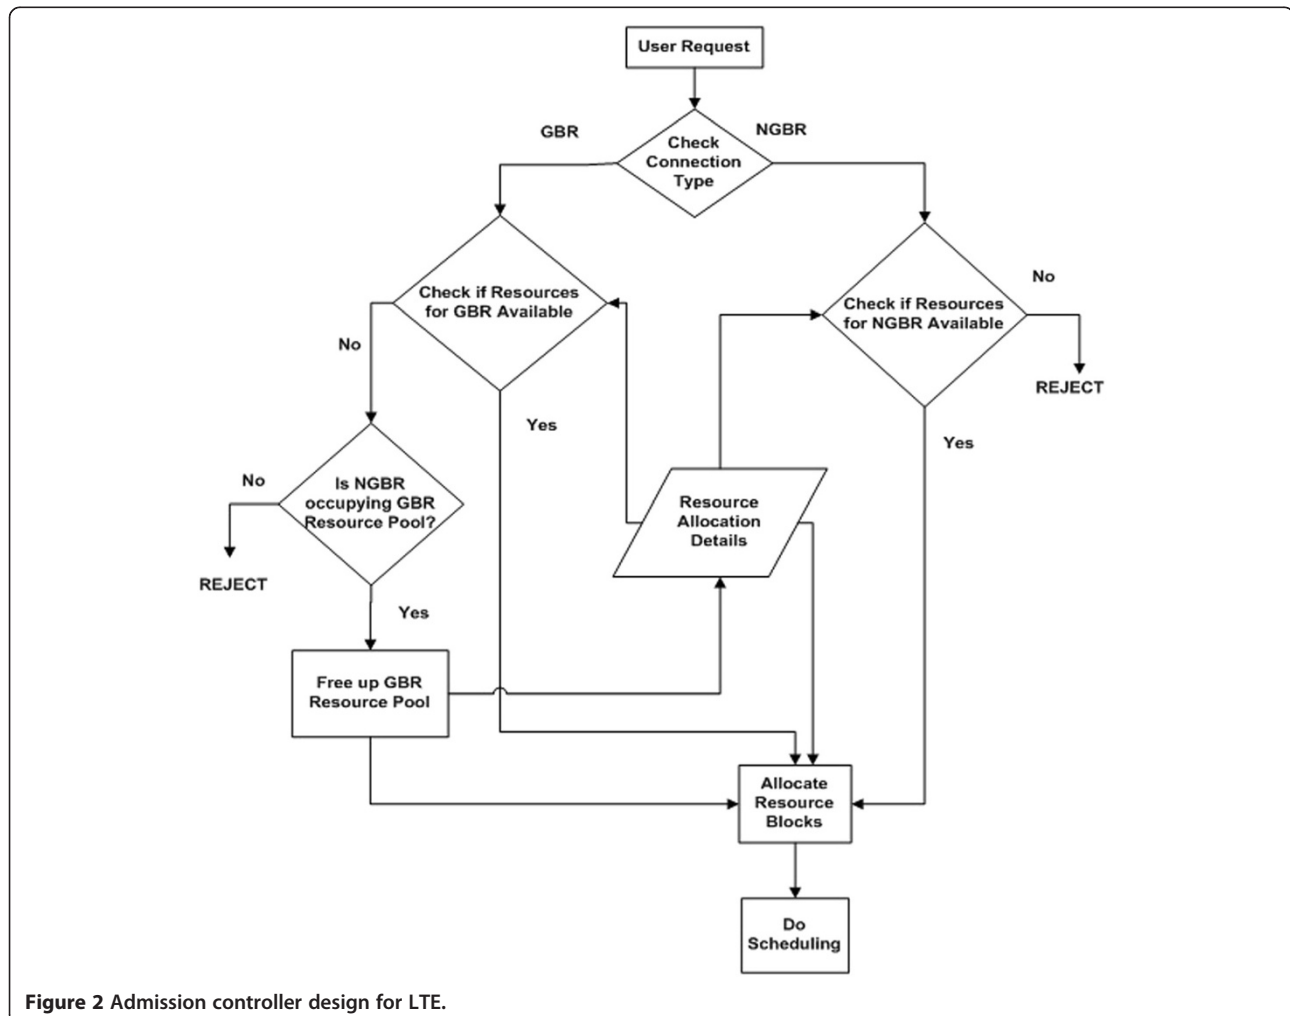 User Request
GBR
NGBR
Check
Connection
Type
Check if Resources
for GBR Available
Check if Resources
for NGBR Available
No
No
REJECT
Yes
Yes
Is NGBR
occupying GBR
Resource Pool?
No
REJECT
Resource
Allocation
Details
Yes
Free up GBR
Resource Pool
Allocate
Resource
Blocks
Do
Scheduling
Figure 2 Admission controller design for LTE.